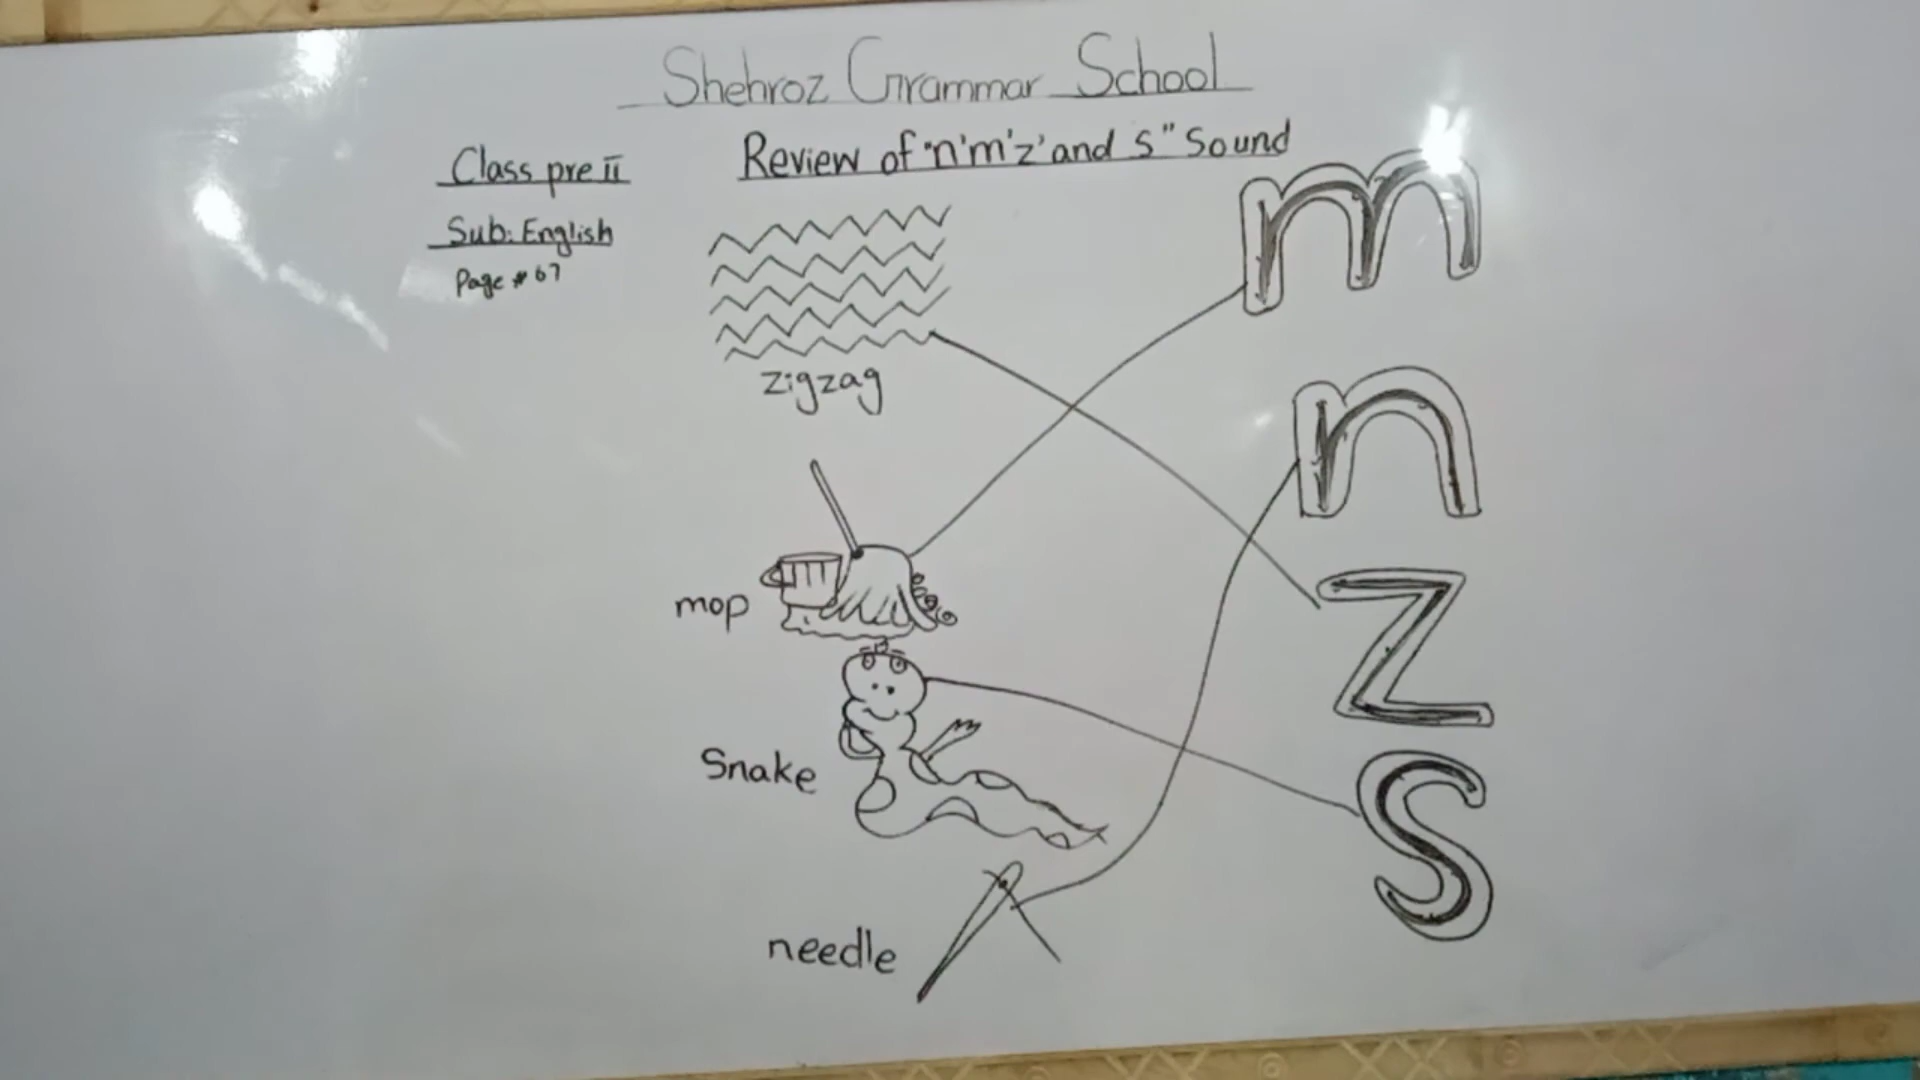 Shehroz Grammar School
Class pre II
Review of "n'm'z' and s" Sound
Sub: English
Page # 67
zigzag
mop
Snake
needle
m
n
z
s